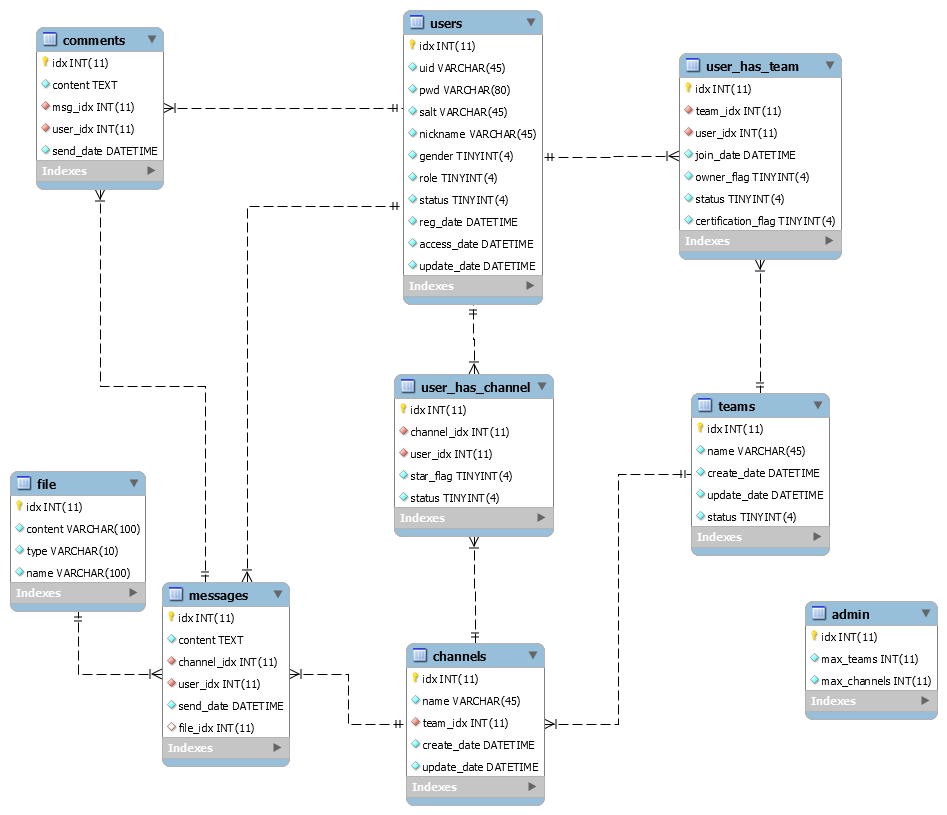 comments
idx INT(11)
content TEXT
msg_idx INT(11)
user_idx INT(11)
send_date DATETIME
Indexes
users
idx INT(11)
uid VARCHAR(45)
pwd VARCHAR(80)
salt VARCHAR(45)
nickname VARCHAR(45)
gender TINYINT(4)
role TINYINT(4)
status TINYINT(4)
reg_date DATETIME
access_date DATETIME
update_date DATETIME
Indexes
user_has_team
idx INT(11)
team_idx INT(11)
user_idx INT(11)
join_date DATETIME
owner_flag TINYINT(4)
status TINYINT(4)
certification_flag TINYINT(4)
Indexes
user_has_channel
idx INT(11)
channel_idx INT(11)
user_idx INT(11)
star_flag TINYINT(4)
status TINYINT(4)
Indexes
teams
idx INT(11)
name VARCHAR(45)
create_date DATETIME
update_date DATETIME
status TINYINT(4)
Indexes
file
idx INT(11)
content VARCHAR(100)
type VARCHAR(10)
name VARCHAR(100)
Indexes
messages
idx INT(11)
content TEXT
channel_idx INT(11)
user_idx INT(11)
send_date DATETIME
file_idx INT(11)
Indexes
channels
idx INT(11)
name VARCHAR(45)
team_idx INT(11)
create_date DATETIME
update_date DATETIME
Indexes
admin
idx INT(11)
max_teams INT(11)
max_channels INT(11)
Indexes